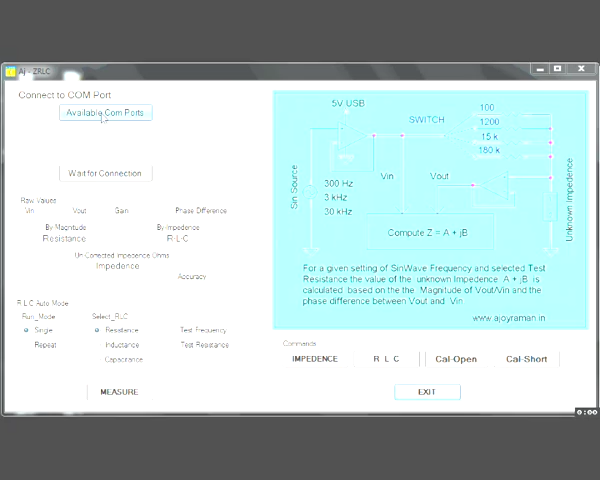 Aj - ZRLC
Connect to COM Port
Available Com Ports
Wait for Connection
Raw Values
Vin Vout Gain Phase Difference
By Magnitude By-Impedence
Resistance R-L-C
Un-Corrected Impecence Ohms
Impedence
Accuracy
R L C Auto Mode
Run_Mode Select_RLC
Single Resistance Test Frequency
Repeat Inductance Test Resistance
Capacitance
MEASURE
5V USB
SWITCH
100
1200
15 k
180 k
Sin Source
Vin Vout
300 Hz
3 kHz
30 kHz
Unknown Impedence
Compute Z = A + jB
For a given setting of SinWave Frequency and selected Test
Resistance the value of the unknown Impedence A + jB is
calculated based on the the Magnitude of Vout/Vin and the
phase difference between Vout and Vin
www.ajoyraman.in
Commands
IMPEDENCE R L C Cal-Open Cal-Short
EXIT
0:00